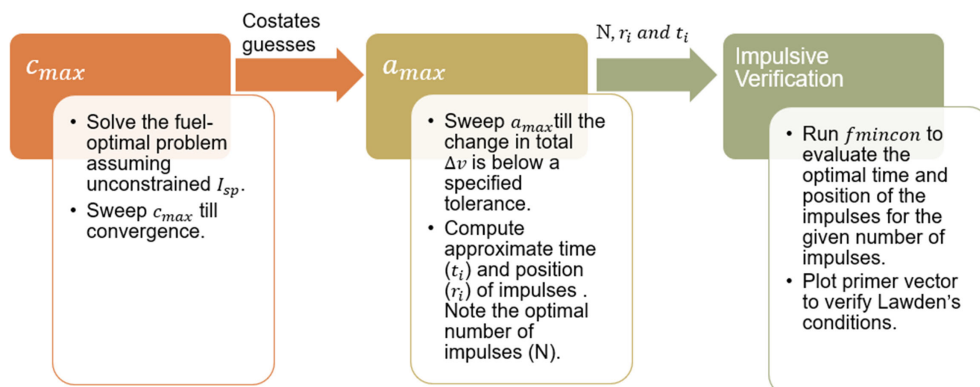 Costates
guesses
N, r_i and t_i
c_max
a_max
Impulsive
Verification
• Solve the fuel-
optimal problem
assuming
unconstrained I_sp.
• Sweep c_max till
convergence.
• Sweep a_max till the
change in total
Δv is below a
specified
tolerance.
• Compute
approximate time
(t_i) and position
(r_i) of impulses .
Note the optimal
number of
impulses (N).
• Run fmincon to
evaluate the
optimal time and
position of the
impulses for the
given number of
impulses.
• Plot primer vector
to verify Lawden's
conditions.